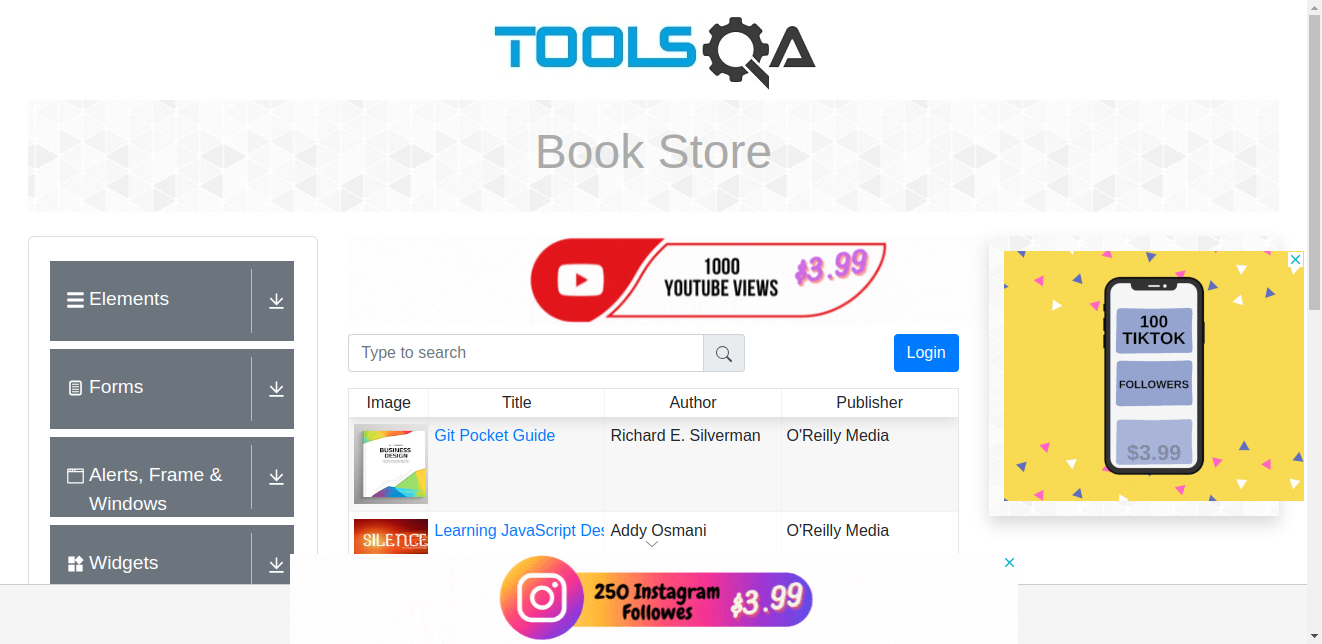 TOOLSQA
Book Store
Elements
Forms
Alerts, Frame &
Windows
Widgets
1000
YOUTUBE VIEWS
$3.99
Type to search
Login
Image
Title
Author
Publisher
BUSINESS
DESIGN
Git Pocket Guide
Richard E. Silverman
O'Reilly Media
SILENCE
Learning JavaScript Des
Addy Osmani
O'Reilly Media
100
TIKTOK
FOLLOWERS
$3.99
250 Instagram
Followes
$3.99